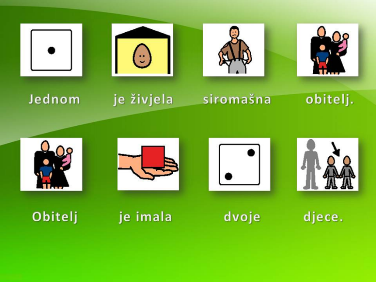 Jednom je živjela siromašna obitelj.
Obitelj je imala dvoje djece.